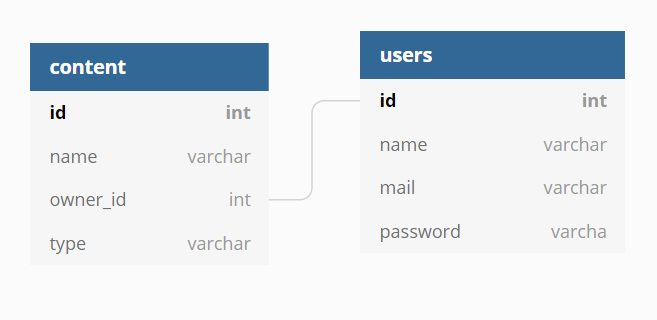 content
id int
name varchar
owner_id int
type varchar
users
id int
name varchar
mail varchar
password varcha